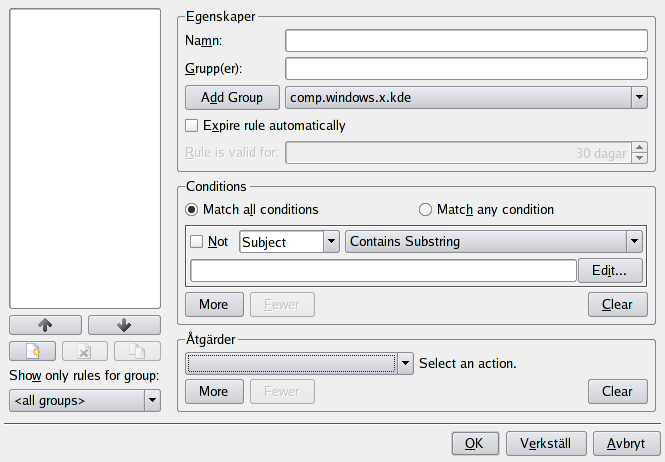 Egenskaper
Namn:
Grupp(er):
Add Group comp.windows.x.kde
Expire rule automatically
Rule is valid for: 30 dagar
Conditions
Match all conditions Match any condition
Not Subject Contains Substring
Edit...
More Fewer Clear
Åtgärder
Select an action.
More Fewer Clear
Show only rules for group:
<all groups>
OK Verkställ Avbryt